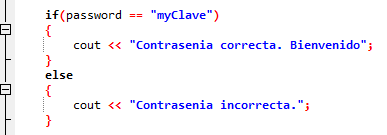 if(password == "myClave")
{
cout << "Contrasenia correcta. Bienvenido";
}
else
{
cout << "Contrasenia incorrecta.";
}